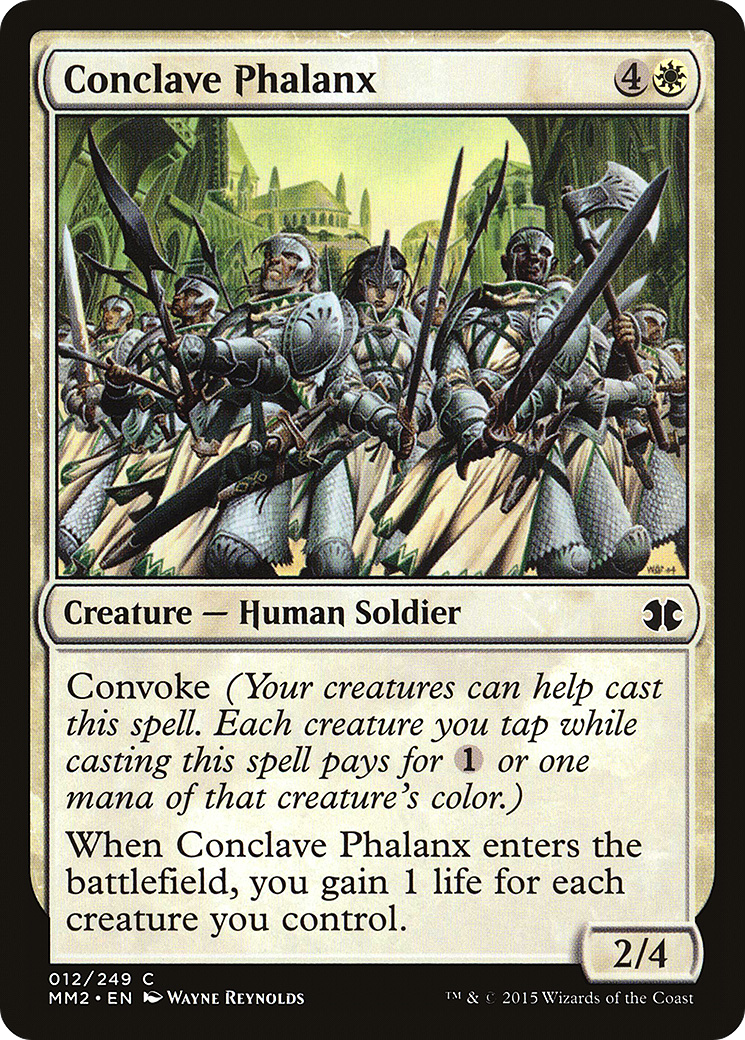 Conclave Phalanx 4
Creature — Human Soldier
Convoke (Your creatures can help cast
this spell. Each creature you tap while
casting this spell pays for 1 or one
mana of that creature's color.)
When Conclave Phalanx enters the
battlefield, you gain 1 life for each
creature you control.
2/4
012/249 C
MM2 • EN Wayne Reynolds
™ & © 2015 Wizards of the Coast